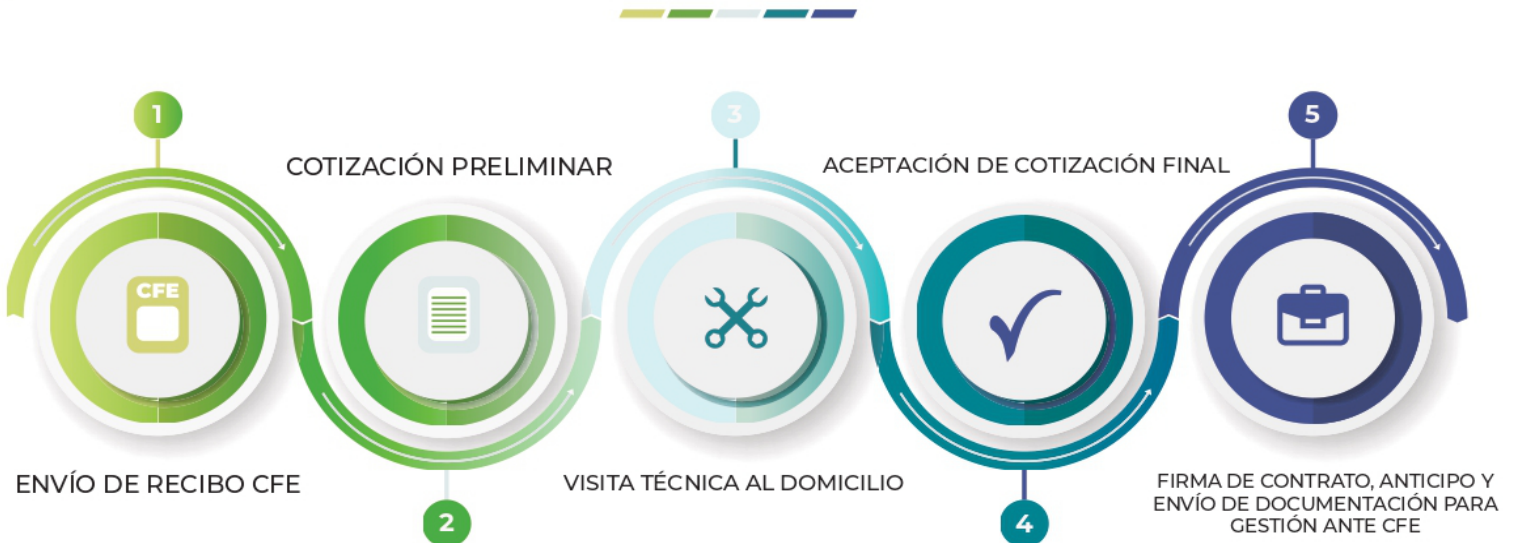 1
ENVÍO DE RECIBO CFE
CFE
COTIZACIÓN PRELIMINAR
2
3
VISITA TÉCNICA AL DOMICILIO
ACEPTACIÓN DE COTIZACIÓN FINAL
4
5
FIRMA DE CONTRATO, ANTICIPO Y
ENVÍO DE DOCUMENTACIÓN PARA
GESTIÓN ANTE CFE